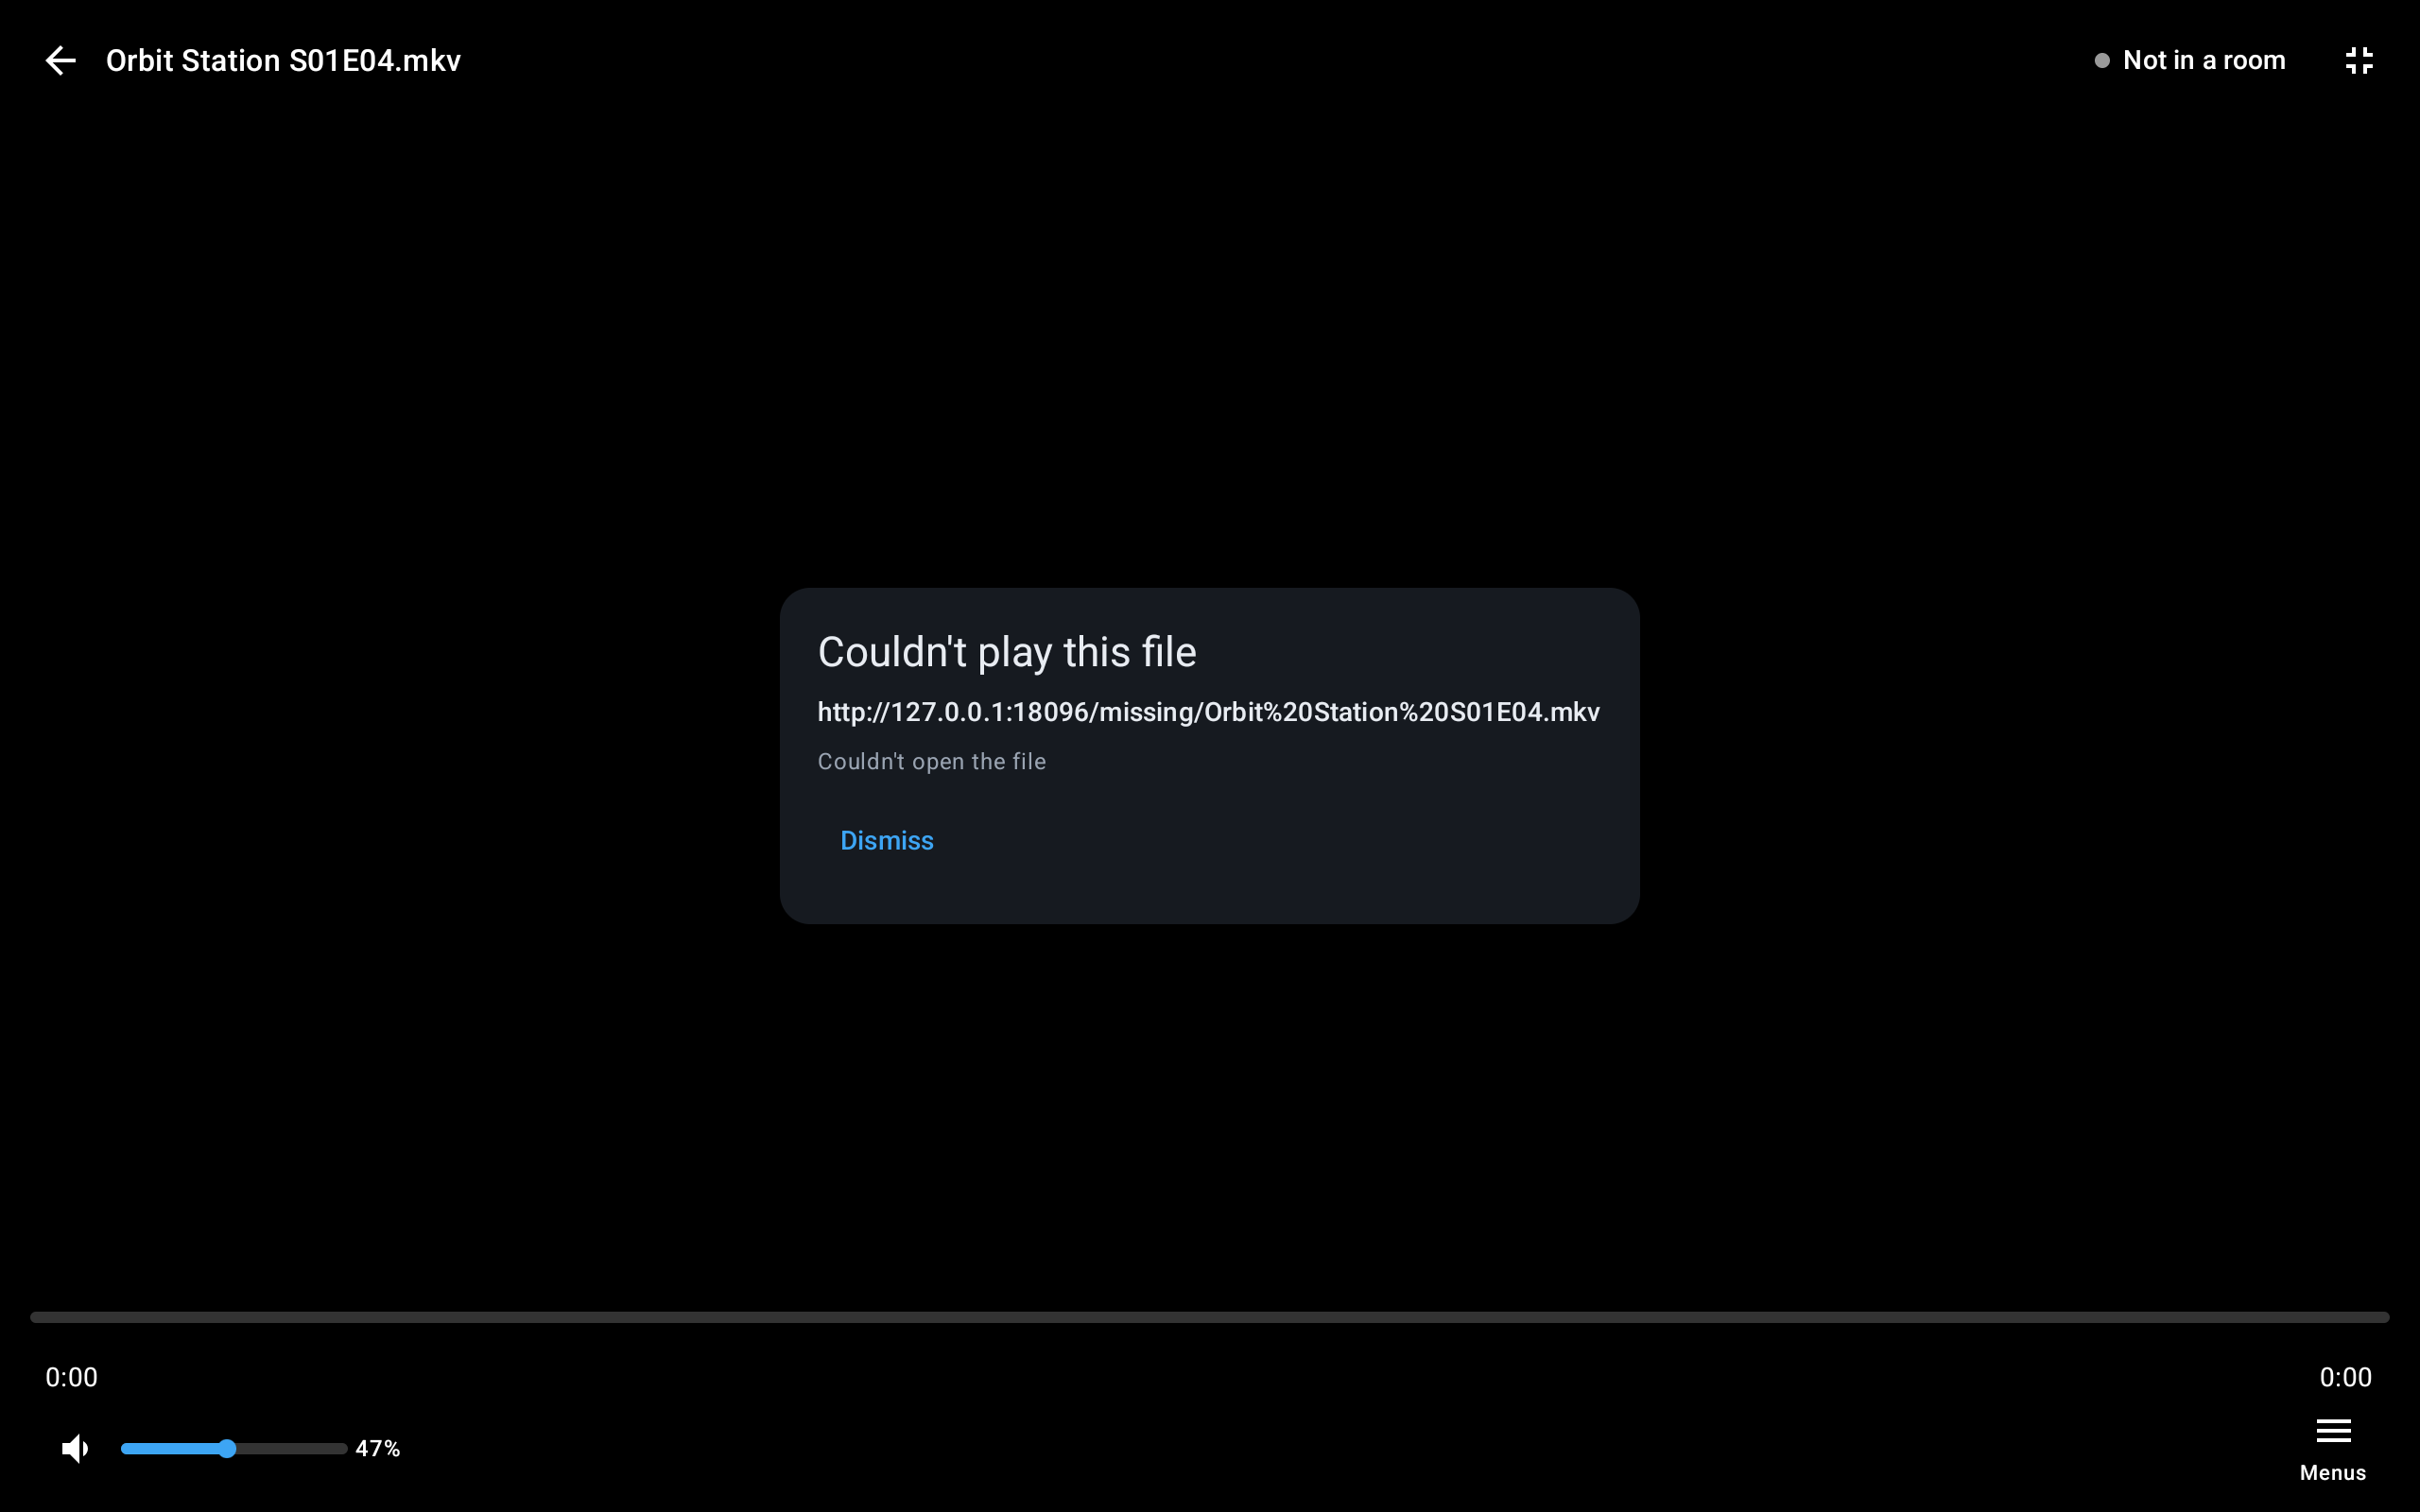 Orbit Station S01E04.mkv
Not in a room
Couldn't play this file
http://127.0.0.1:18096/missing/Orbit%20Station%20S01E04.mkv
Couldn't open the file
Dismiss
0:00
0:00
47%
Menus